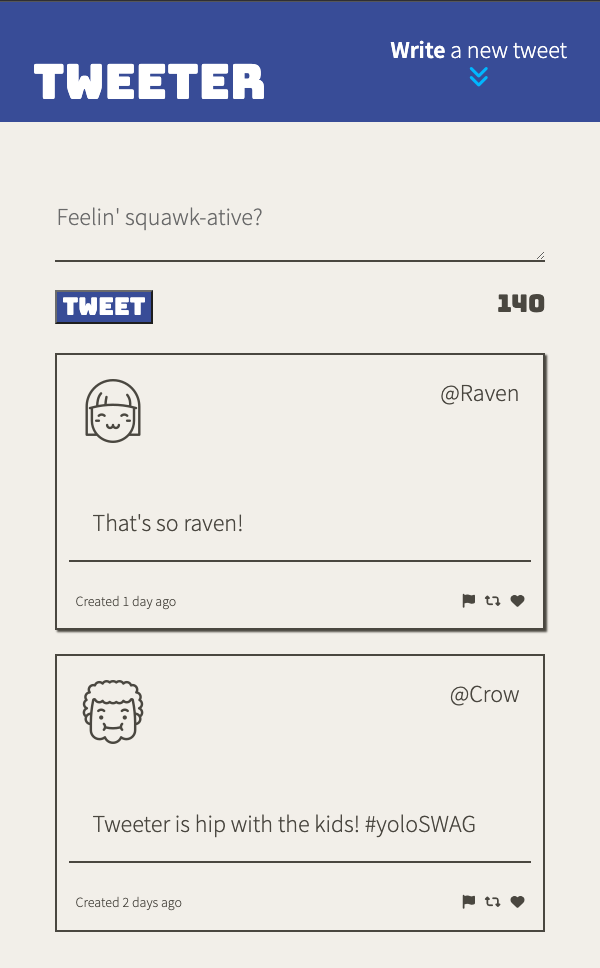 Write a new tweet
TWEETER
Feelin' squawk-ative?
TWEET
140
@Raven
That's so raven!
Created 1 day ago
@Crow
Tweeter is hip with the kids! #yoloSWAG
Created 2 days ago